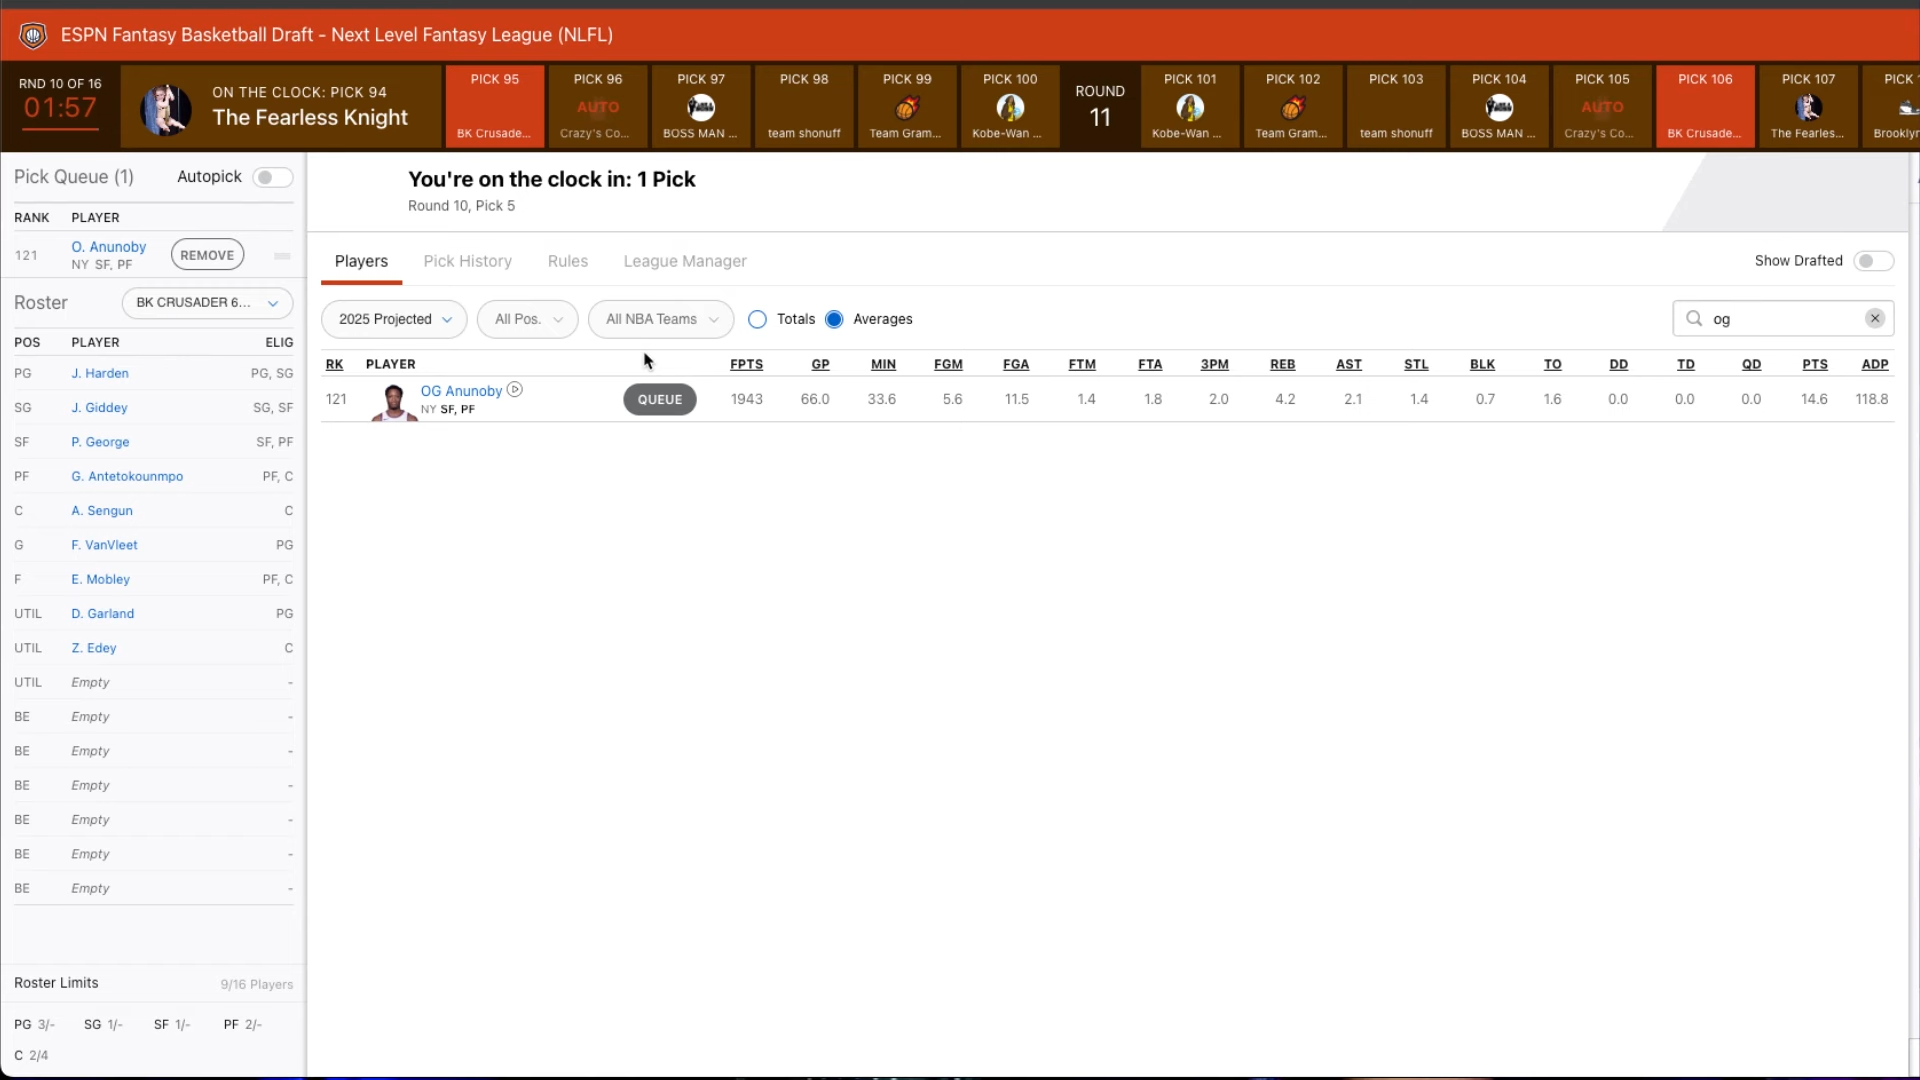 ESPN Fantasy Basketball Draft - Next Level Fantasy League (NLFL)
RND 10 OF 16
01:57
ON THE CLOCK: PICK 94
The Fearless Knight
PICK 95
BK Crusade...
PICK 96
AUTO
Crazy's Co...
PICK 97
BOSS MAN ...
PICK 98
team shonuff
PICK 99
Team Gram...
PICK 100
Kobe-Wan ...
ROUND
11
PICK 101
Kobe-Wan ...
PICK 102
Team Gram...
PICK 103
team shonuff
PICK 104
BOSS MAN ...
PICK 105
AUTO
Crazy's Co...
PICK 106
BK Crusade...
PICK 107
The Fearles...
PICK
Brooklyn
Pick Queue (1) Autopick
RANK PLAYER
121 O. Anunoby REMOVE
NY SF, PF
Roster BK CRUSADER 6...
POS PLAYER ELIG
PG J. Harden PG, SG
SG J. Giddey SG, SF
SF P. George SF, PF
PF G. Antetokounmpo PF, C
C A. Sengun C
G F. VanVleet PG
F E. Mobley PF, C
UTIL D. Garland PG
UTIL Z. Edey C
UTIL Empty -
BE Empty -
BE Empty -
BE Empty -
BE Empty -
BE Empty -
BE Empty -
Roster Limits 9/16 Players
PG 3/- SG 1/- SF 1/- PF 2/-
C 2/4
You're on the clock in: 1 Pick
Round 10, Pick 5
Players Pick History Rules League Manager Show Drafted
2025 Projected All Pos. All NBA Teams Totals Averages og
RK PLAYER FPTS GP MIN FGM FGA FTM FTA 3PM REB AST STL BLK TO DD TD QD PTS ADP
121 OG Anunoby QUEUE 1943 66.0 33.6 5.6 11.5 1.4 1.8 2.0 4.2 2.1 1.4 0.7 1.6 0.0 0.0 0.0 14.6 118.8
NY SF, PF